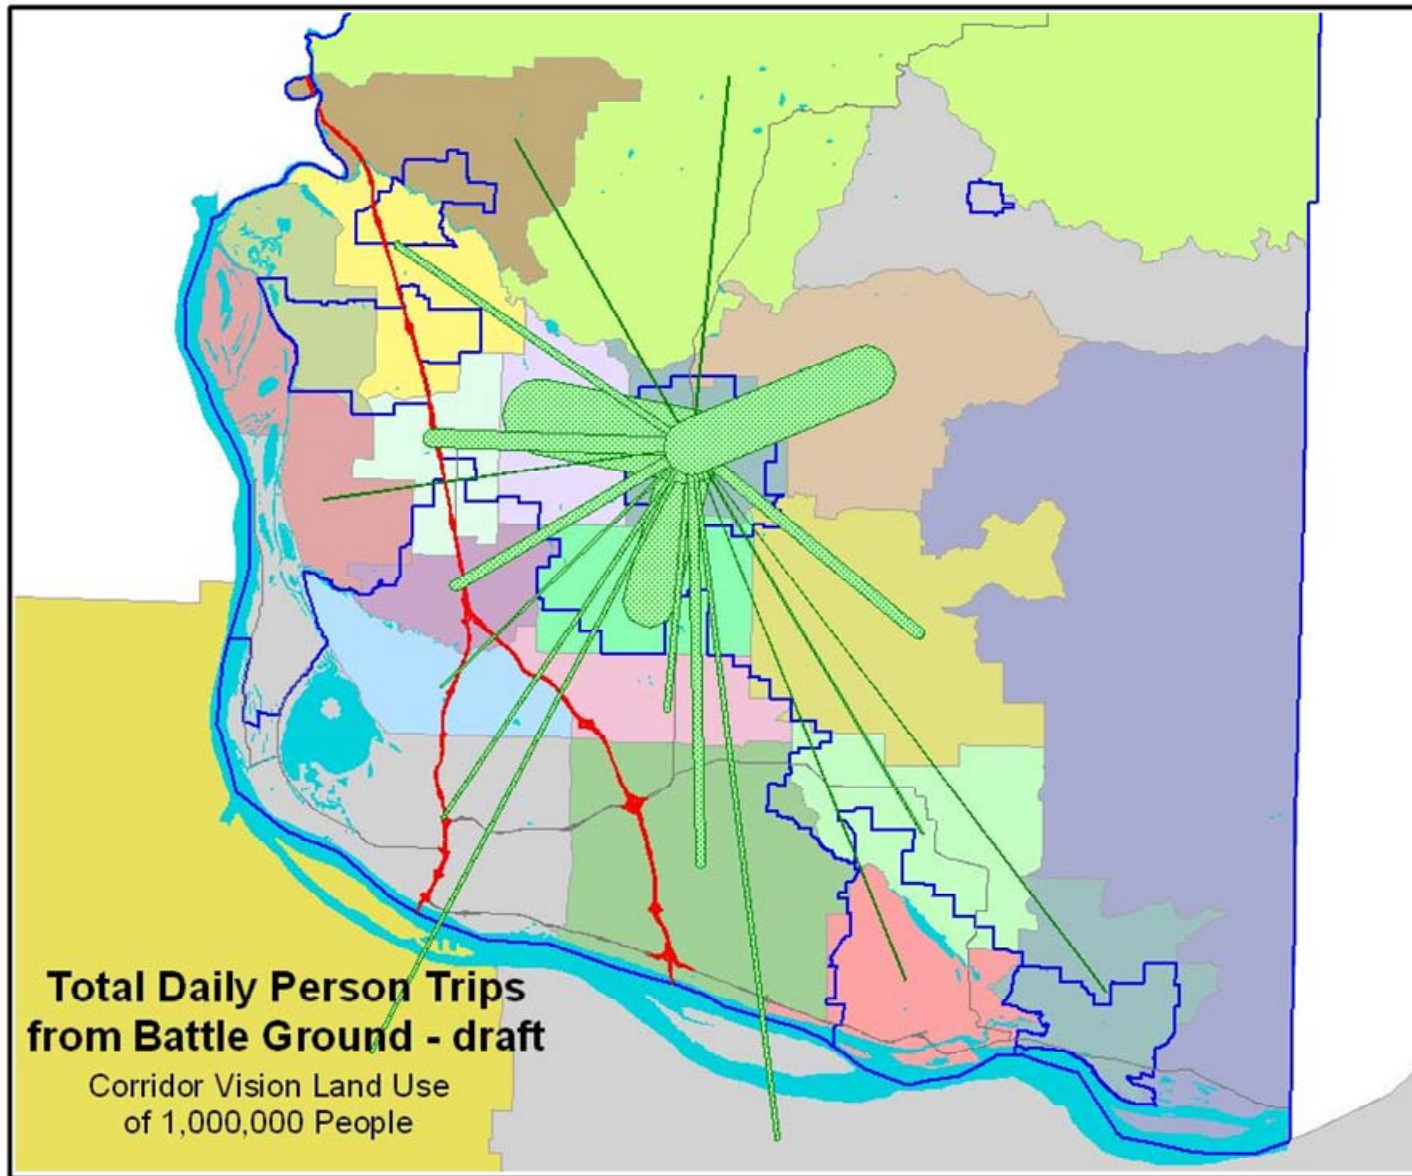 Total Daily Person Trips
from Battle Ground - draft
Corridor Vision Land Use
of 1,000,000 People